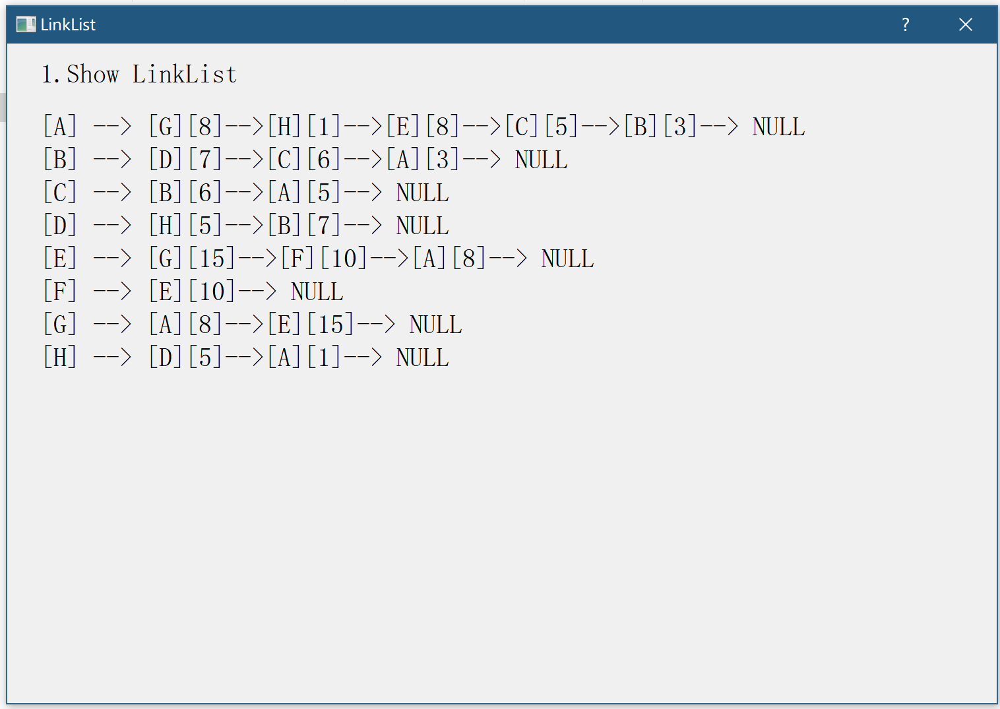 LinkList
1.Show LinkList
[A] --> [G][8]-->[H][1]-->[E][8]-->[C][5]-->[B][3]--> NULL
[B] --> [D][7]-->[C][6]-->[A][3]--> NULL
[C] --> [B][6]-->[A][5]--> NULL
[D] --> [H][5]-->[B][7]--> NULL
[E] --> [G][15]-->[F][10]-->[A][8]--> NULL
[F] --> [E][10]--> NULL
[G] --> [A][8]-->[E][15]--> NULL
[H] --> [D][5]-->[A][1]--> NULL